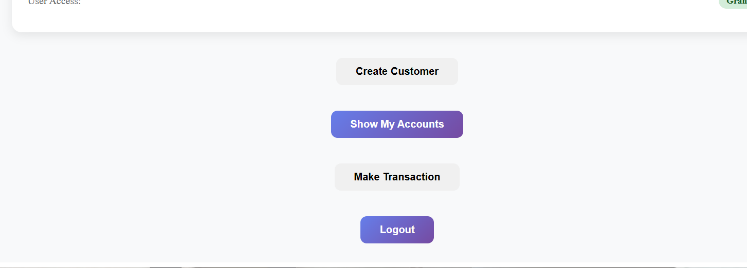 User Access:
Create Customer
Show My Accounts
Make Transaction
Logout